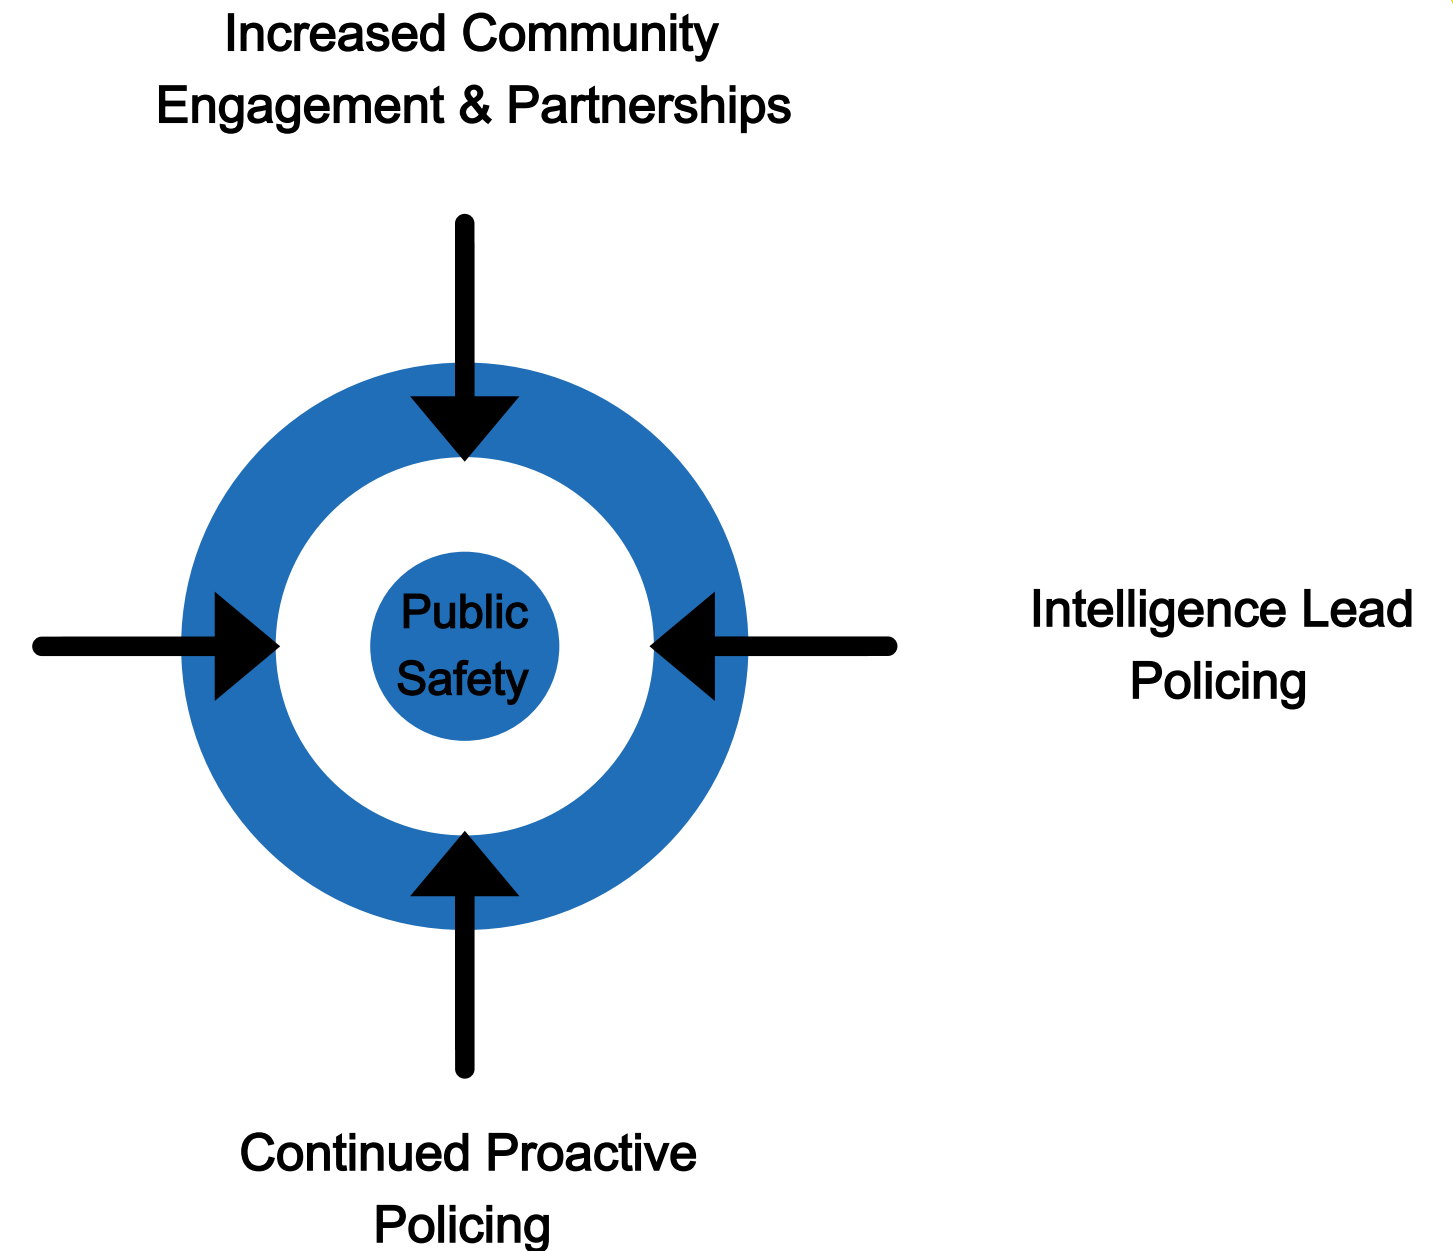 Increased Community
Engagement & Partnerships
Public
Safety
Intelligence Lead
Policing
Continued Proactive
Policing